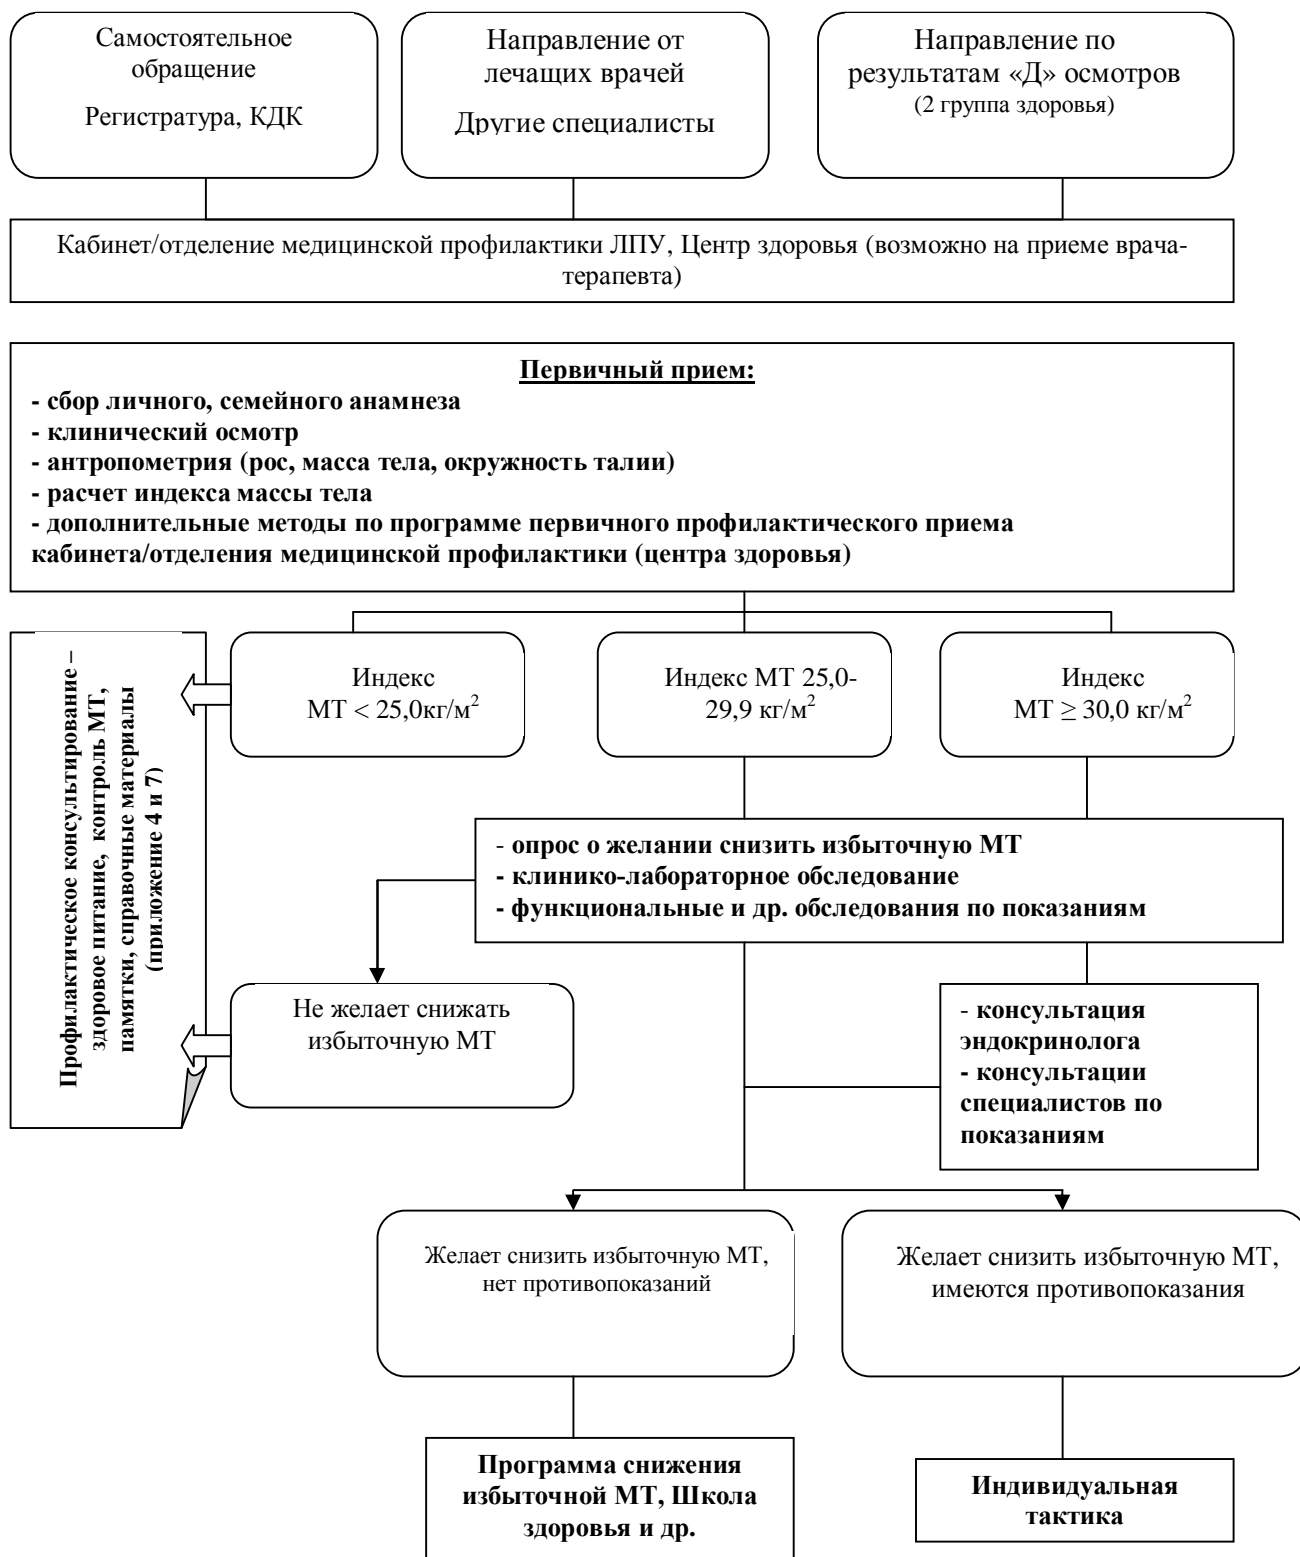 Самостоятельное
обращение
Регистратура, КДК
Направление от
лечащих врачей
Другие специалисты
Направление по
результатам «Д» осмотров
(2 группа здоровья)
Кабинет/отделение медицинской профилактики ЛПУ, Центр здоровья (возможно на приеме врача-
терапевта)
Первичный прием:
- сбор личного, семейного анамнеза
- клинический осмотр
- антропометрия (рос, масса тела, окружность талии)
- расчет индекса массы тела
- дополнительные методы по программе первичного профилактического приема
кабинета/отделения медицинской профилактики (центра здоровья)
Профилактическое консультирование –
здоровое питание, контроль МТ,
памятки, справочные материалы
(приложение 4 и 7)
Индекс
МТ < 25,0кг/м²
Индекс МТ 25,0-
29,9 кг/м²
Индекс
МТ ≥ 30,0 кг/м²
- опрос о желании снизить избыточную МТ
- клинико-лабораторное обследование
- функциональные и др. обследования по показаниям
Не желает снижать
избыточную МТ
- консультация
эндокринолога
- консультации
специалистов по
показаниям
Желает снизить избыточную МТ,
нет противопоказаний
Желает снизить избыточную МТ,
имеются противопоказания
Программа снижения
избыточной МТ, Школа
здоровья и др.
Индивидуальная
тактика